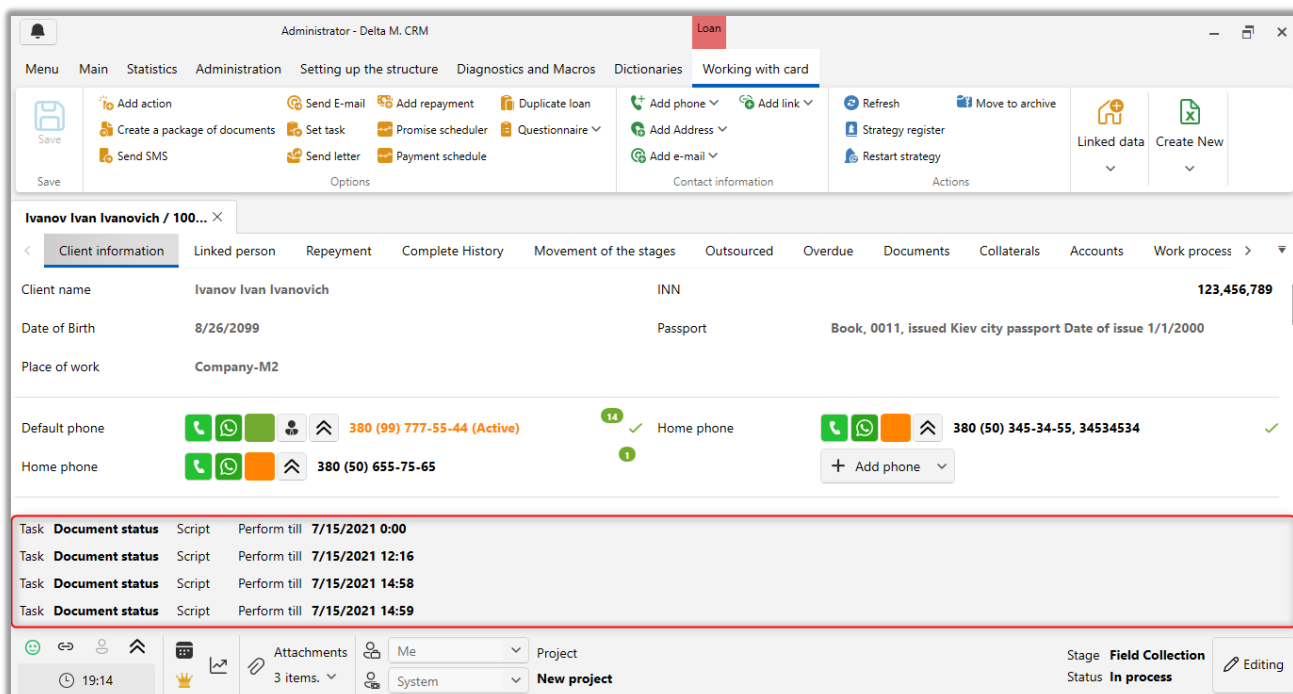 Administrator - Delta M. CRM Loan
Menu Main Statistics Administration Setting up the structure Diagnostics and Macros Dictionaries Working with card
Add action Send E-mail Add repayment Duplicate loan Add phone Add link Refresh Move to archive
Save Create a package of documents Set task Promise scheduler Questionnaire Add Address Strategy register Linked data Create New
Send SMS Send letter Payment schedule Add e-mail Restart strategy
Save Options Contact information Actions
Ivanov Ivan Ivanovich / 100...
Client information Linked person Repeyment Complete History Movement of the stages Outsourced Overdue Documents Collaterals Accounts Work process
Client name Ivanov Ivan Ivanovich INN 123,456,789
Date of Birth 8/26/2099 Passport Book, 0011, issued Kiev city passport Date of issue 1/1/2000
Place of work Company-M2
Default phone 380 (99) 777-55-44 (Active) 14 Home phone 380 (50) 345-34-55, 34534534
Home phone 380 (50) 655-75-65 1 + Add phone
Task Document status Script Perform till 7/15/2021 0:00
Task Document status Script Perform till 7/15/2021 12:16
Task Document status Script Perform till 7/15/2021 14:58
Task Document status Script Perform till 7/15/2021 14:59
Attachments Me Project Stage Field Collection Editing
19:14 3 items. System New project Status In process